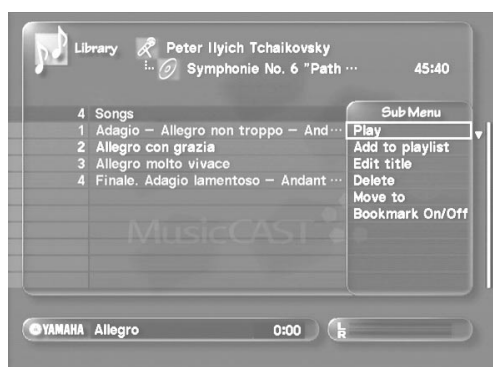 Library
Peter Ilyich Tchaikovsky
Symphonie No. 6 "Path ··· 45:40
4 Songs
1 Adagio – Allegro non troppo – And ···
2 Allegro con grazia
3 Allegro molto vivace
4 Finale. Adagio lamentoso – Andant ···
Sub Menu
Play
Add to playlist
Edit title
Delete
Move to
Bookmark On/Off
MusicCAST
YAMAHA Allegro 0:00
L
R